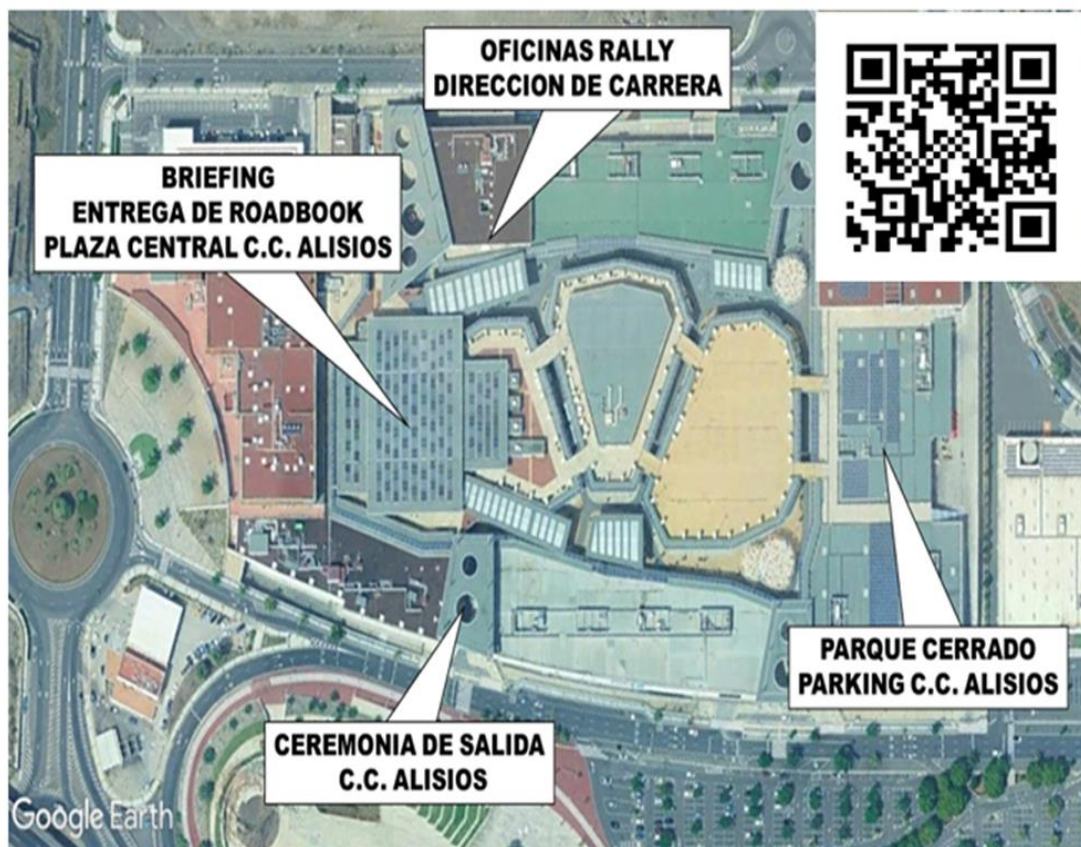 OFICINAS RALLY
DIRECCION DE CARRERA
BRIEFING
ENTREGA DE ROADBOOK
PLAZA CENTRAL C.C. ALISIOS
PARQUE CERRADO
PARKING C.C. ALISIOS
CEREMONIA DE SALIDA
C.C. ALISIOS
Google Earth